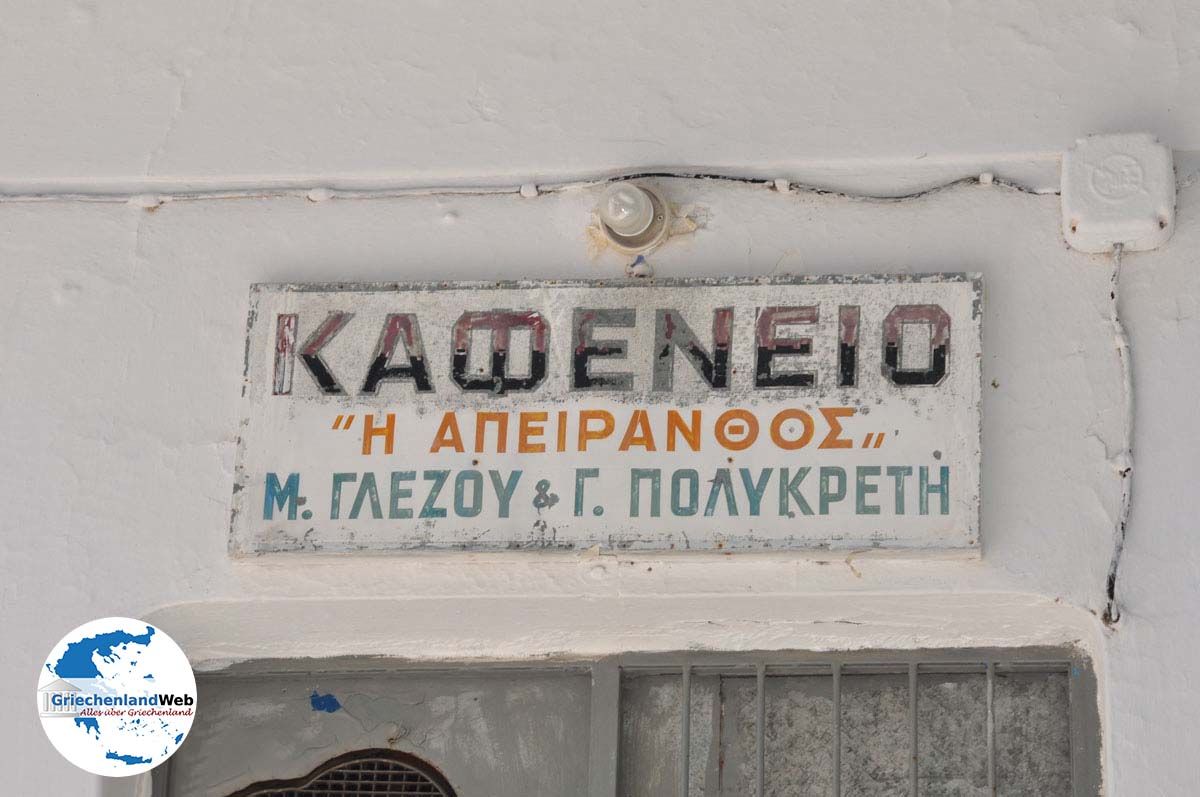 ΚΑΦΕΝΕΙΟ
"Η ΑΠΕΙΡΑΝΘΟΣ„
Μ. ΓΛΕΖΟΥ & Γ. ΠΟΛΥΚΡΕΤΗ
GriechenlandWeb
Alles über Griechenland